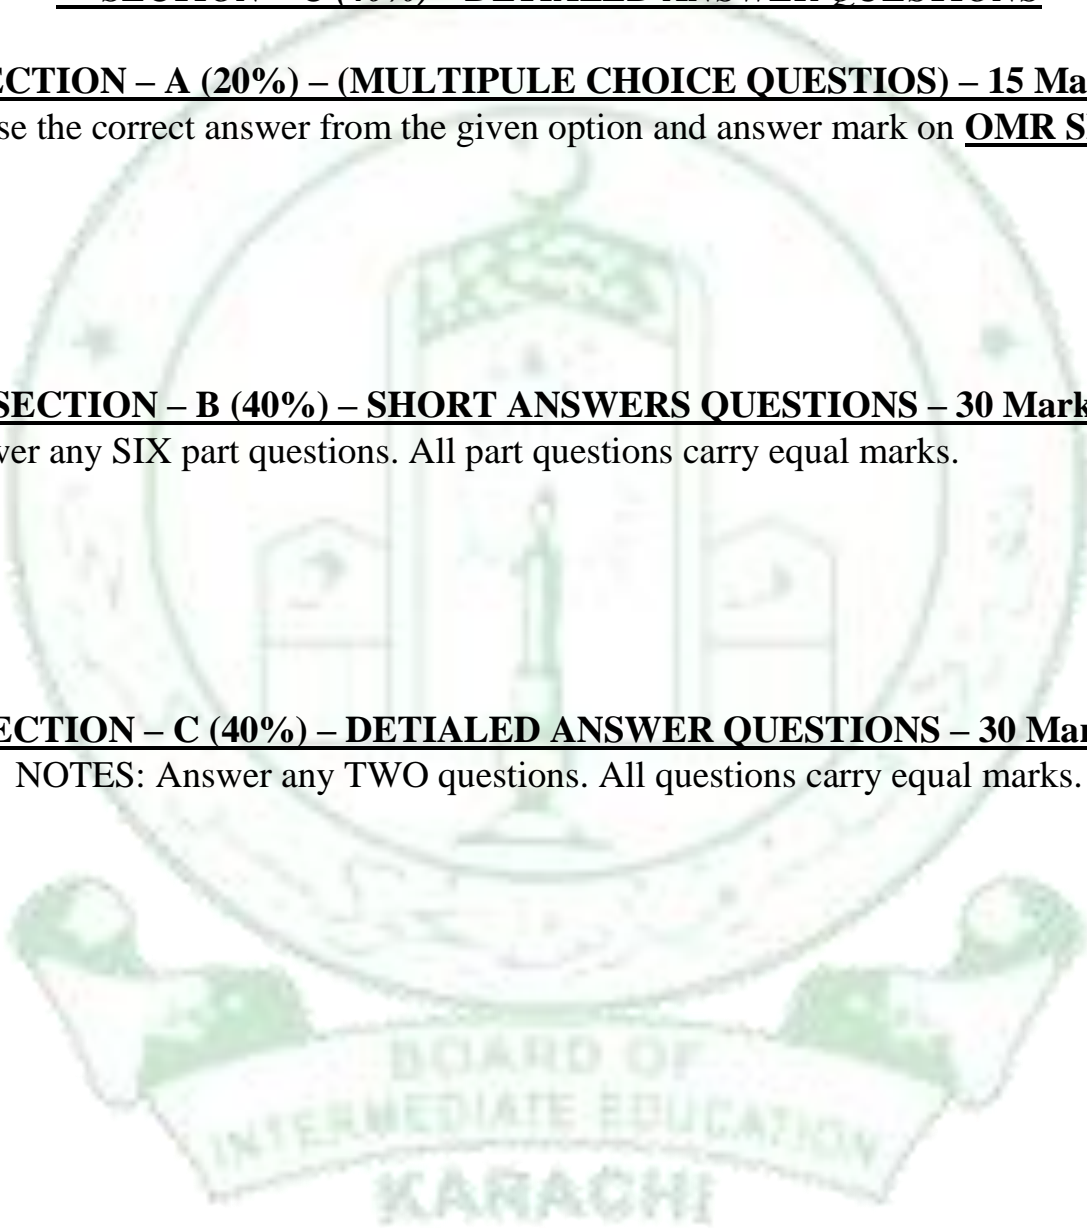 SECTION – C (40%) – DETIALED ANSWER QUESTIONS
ECTION – A (20%) – (MULTIPULE CHOICE QUESTIOS) – 15 Ma
se the correct answer from the given option and answer mark on OMR S
SECTION – B (40%) – SHORT ANSWERS QUESTIONS – 30 Mark
ver any SIX part questions. All part questions carry equal marks.
ECTION – C (40%) – DETIALED ANSWER QUESTIONS – 30 Mar
NOTES: Answer any TWO questions. All questions carry equal marks.
BOARD OF
INTERMEDIATE EDUCATION
KARACHI